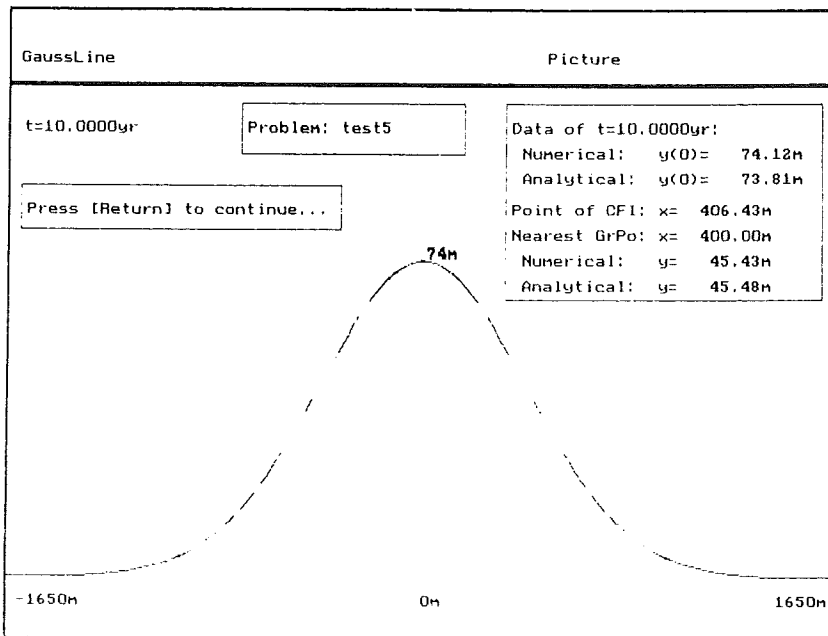 GaussLine Picture
t=10.0000yr
Problem: test5
Data of t=10.0000yr:
Numerical: y(0)= 74.12m
Analytical: y(0)= 73.81m
Press [Return] to continue...
Point of CFl: x= 406.43m
Nearest GrPo: x= 400.00m
Numerical: y= 45.43m
Analytical: y= 45.48m
74m
-1650m 0m 1650m